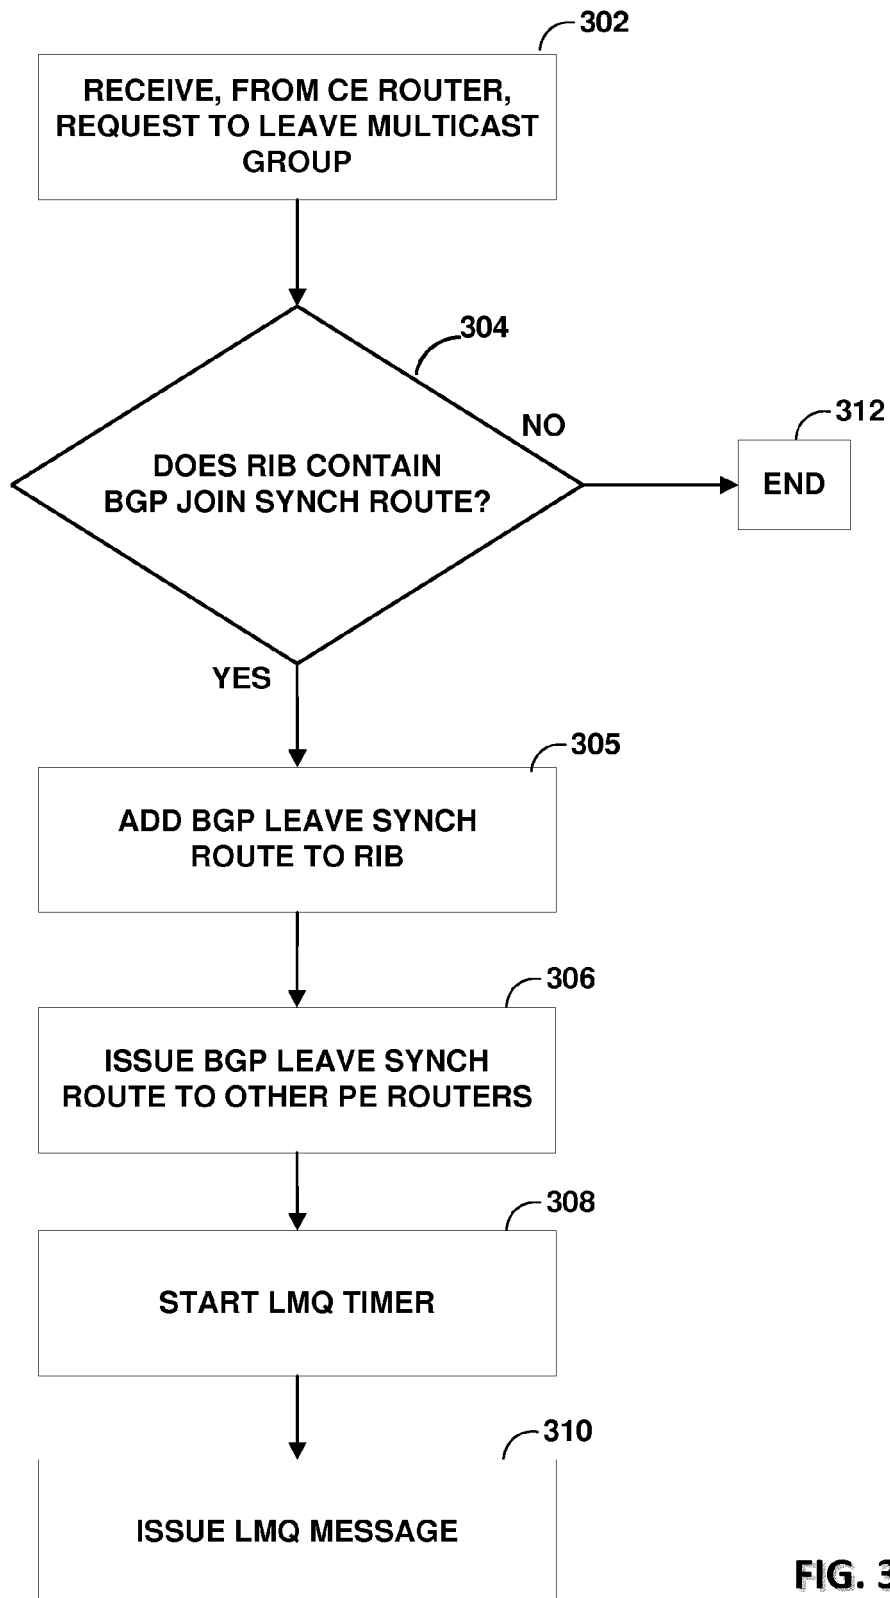 302
RECEIVE, FROM CE ROUTER,
REQUEST TO LEAVE MULTICAST
GROUP
304
NO
312
DOES RIB CONTAIN
BGP JOIN SYNCH ROUTE?
END
YES
305
ADD BGP LEAVE SYNCH
ROUTE TO RIB
306
ISSUE BGP LEAVE SYNCH
ROUTE TO OTHER PE ROUTERS
308
START LMQ TIMER
310
ISSUE LMQ MESSAGE
FIG. 3